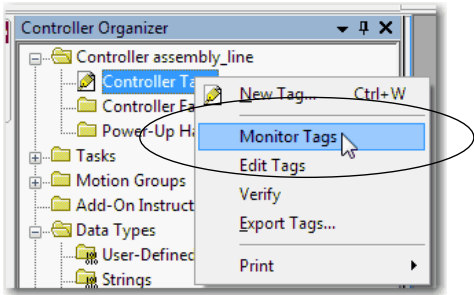 Controller Organizer
Controller assembly_line
Controller Ta
Controller Fa
Power-Up Ha
Tasks
Motion Groups
Add-On Instruct
Data Types
User-Defined
Strings
New Tag... Ctrl+W
Monitor Tags
Edit Tags
Verify
Export Tags...
Print